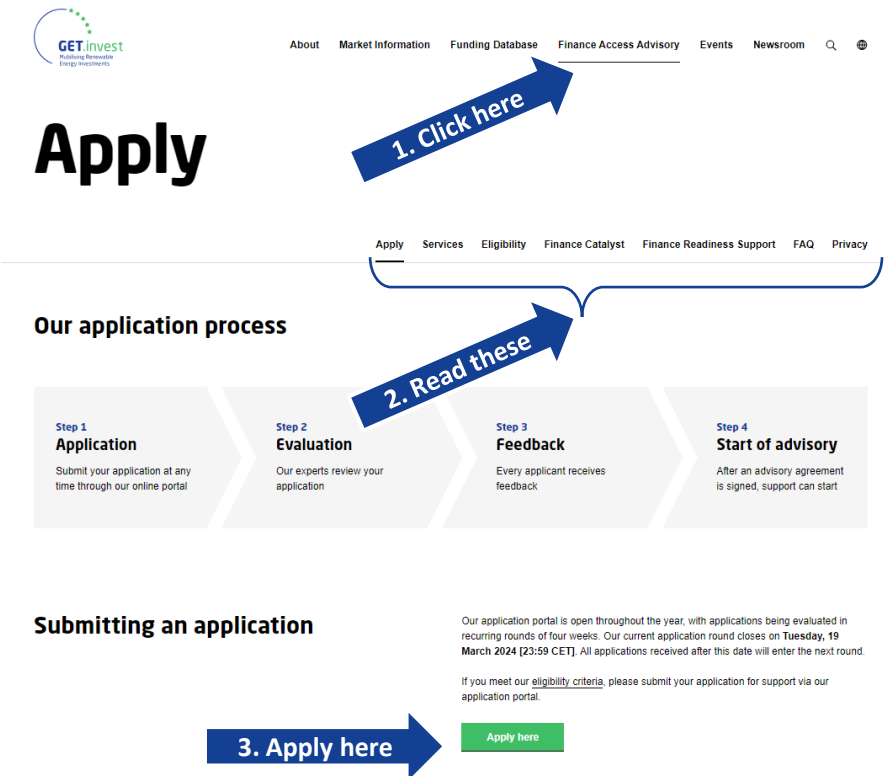 GET.invest
Mobilising Renewable
Energy Investments
About Market Information Funding Database Finance Access Advisory Events Newsroom
1. Click here
Apply
Apply Services Eligibility Finance Catalyst Finance Readiness Support FAQ Privacy
Our application process
2. Read these
Step 1
Application
Submit your application at any
time through our online portal
Step 2
Evaluation
Our experts review your
application
Step 3
Feedback
Every applicant receives
feedback
Step 4
Start of advisory
After an advisory agreement
is signed, support can start
Submitting an application
Our application portal is open throughout the year, with applications being evaluated in
recurring rounds of four weeks. Our current application round closes on Tuesday, 19
March 2024 [23:59 CET]. All applications received after this date will enter the next round.
If you meet our eligibility criteria, please submit your application for support via our
application portal.
3. Apply here
Apply here